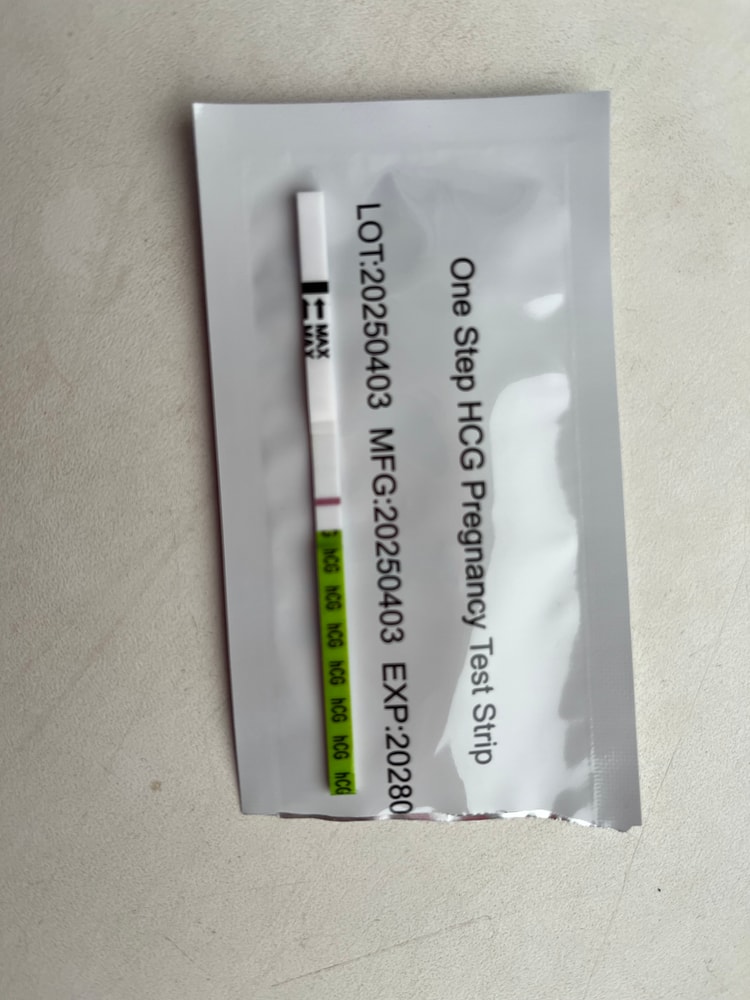 One Step HCG Pregnancy Test Strip
LOT:20250403 MFG:20250403 EXP:20280
MAX
MAX
hCG hCG hCG hCG hCG hCG hCG